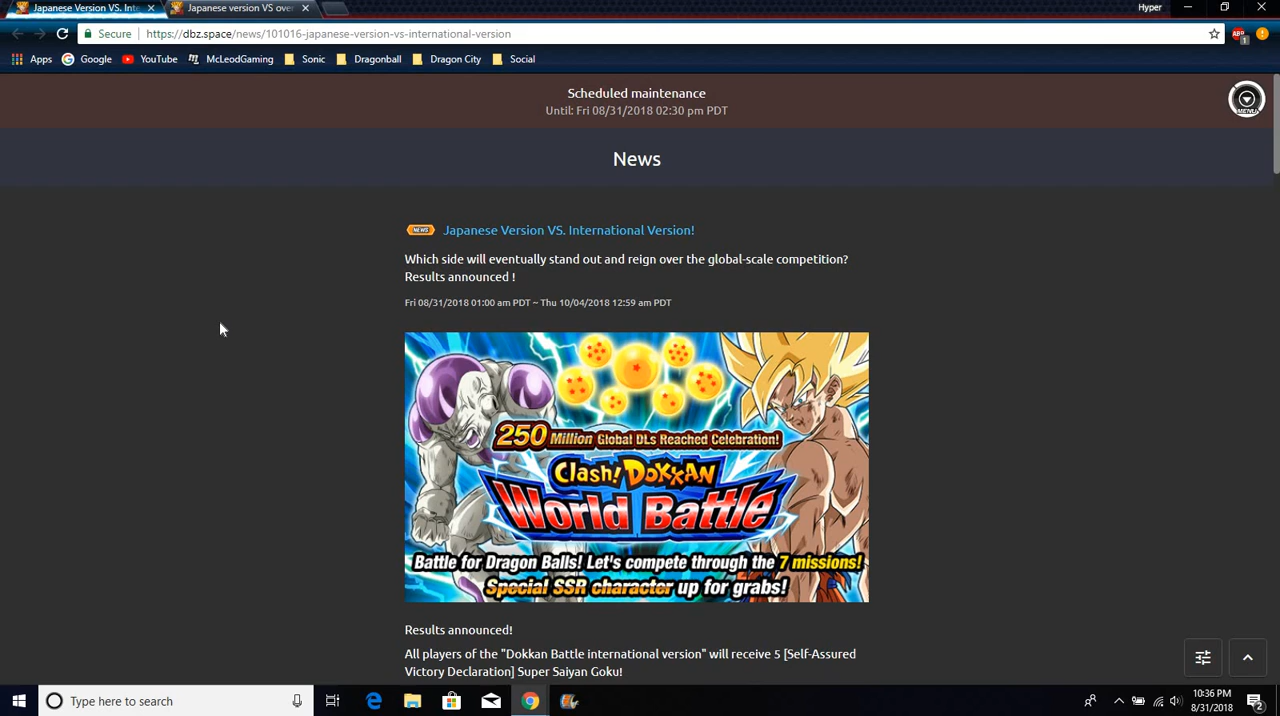 Japanese Version VS. Inte
Japanese version VS over
Hyper
Secure
https://dbz.space/news/101016-japanese-version-vs-international-version
ABP
1
Apps
Google
YouTube
McLeodGaming
Sonic
Dragonball
Dragon City
Social
Scheduled maintenance
Until: Fri 08/31/2018 02:30 pm PDT
MENU
News
NEWS
Japanese Version VS. International Version!
Which side will eventually stand out and reign over the global-scale competition?
Results announced !
Fri 08/31/2018 01:00 am PDT ~ Thu 10/04/2018 12:59 am PDT
250 Million Global DLs Reached Celebration!
Clash! DOKKAN
World Battle
Battle for Dragon Balls! Let's compete through the 7 missions!
Special SSR character up for grabs!
Results announced!
All players of the "Dokkan Battle international version" will receive 5 [Self-Assured
Victory Declaration] Super Saiyan Goku!
Type here to search
10:36 PM
8/31/2018
2